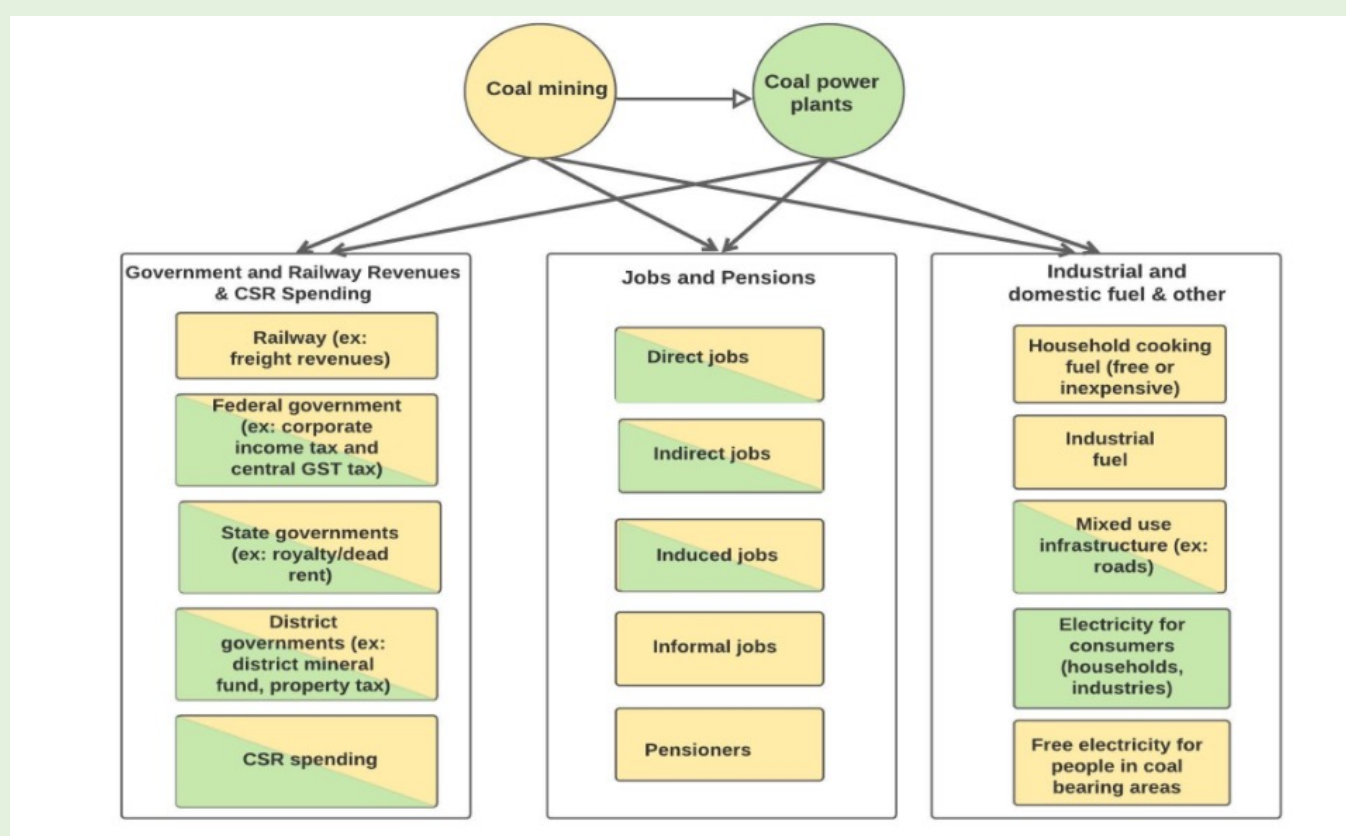 Coal mining
Coal power
plants
Government and Railway Revenues
& CSR Spending
Railway (ex:
freight revenues)
Federal government
(ex: corporate
income tax and
central GST tax)
State governments
(ex: royalty/dead
rent)
District
governments (ex:
district mineral
fund, property tax)
CSR spending
Jobs and Pensions
Direct jobs
Indirect jobs
Induced jobs
Informal jobs
Pensioners
Industrial and
domestic fuel & other
Household cooking
fuel (free or
inexpensive)
Industrial
fuel
Mixed use
infrastructure (ex:
roads)
Electricity for
consumers
(households,
industries)
Free electricity for
people in coal
bearing areas